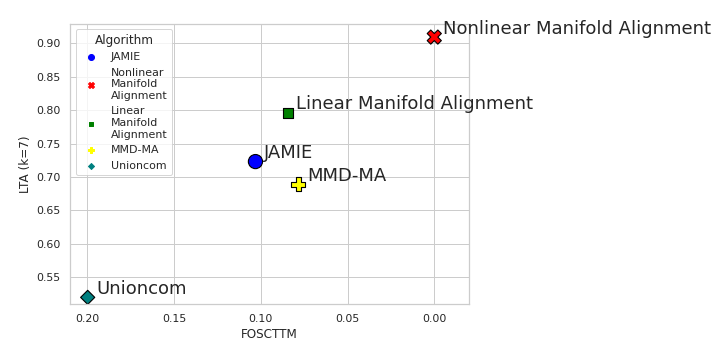 Nonlinear Manifold Alignment
Algorithm
JAMIE
Nonlinear
Manifold
Alignment
Linear
Manifold
Alignment
MMD-MA
Unioncom
Linear Manifold Alignment
JAMIE
MMD-MA
Unioncom
LTA (k=7)
0.90
0.85
0.80
0.75
0.70
0.65
0.60
0.55
0.20 0.15 0.10 0.05 0.00
FOSCTTM